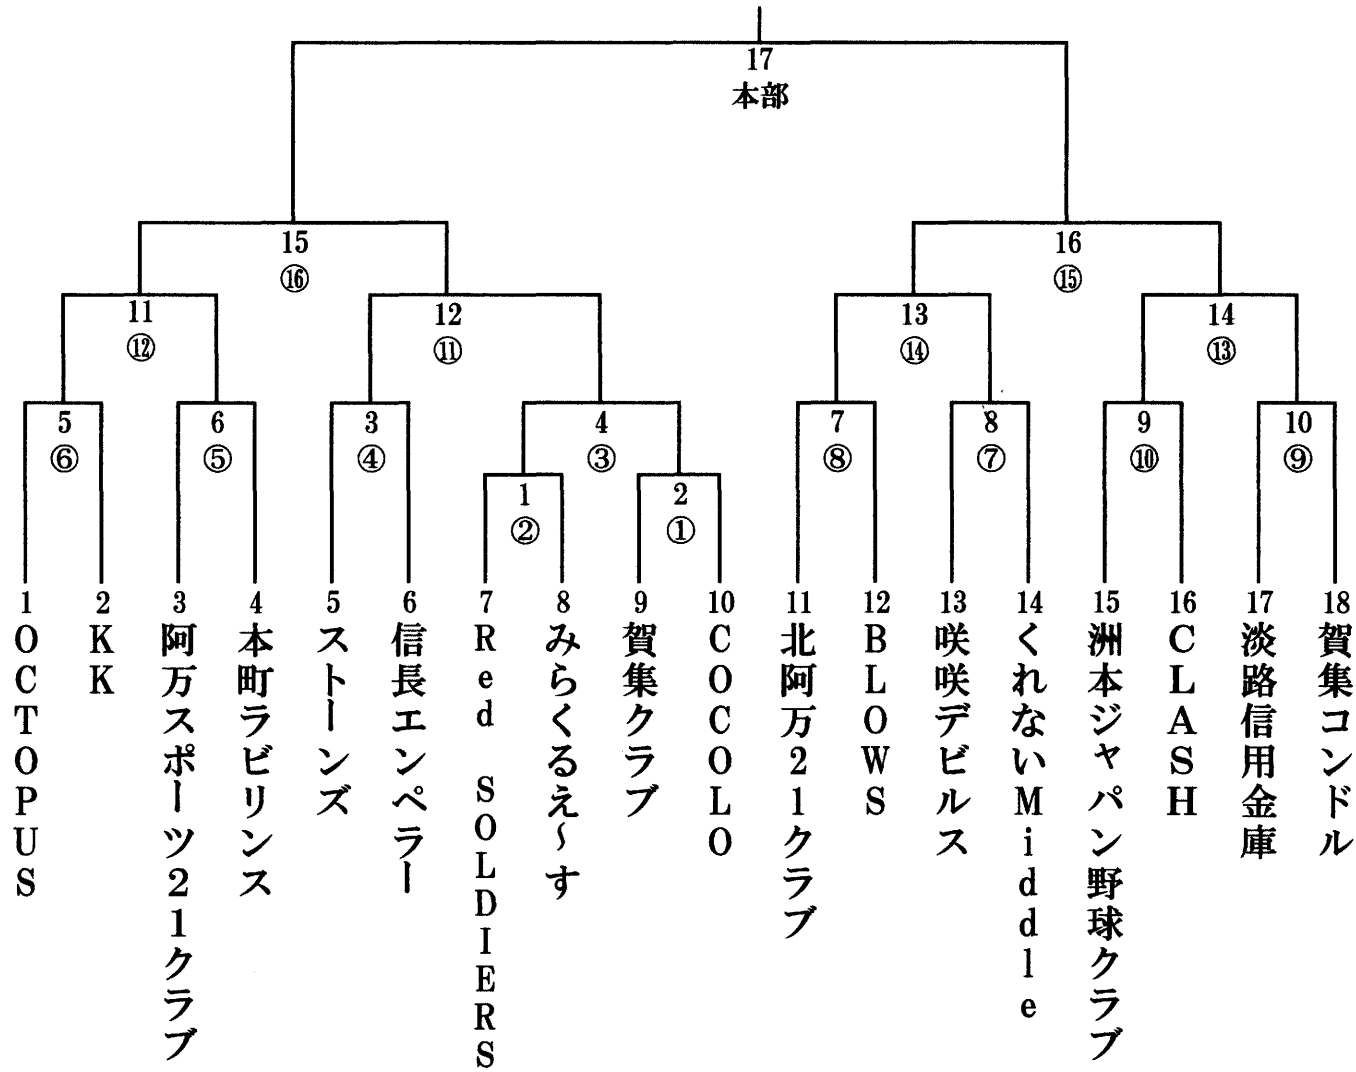 17
本部
15
16
⑯
⑮
11
12
13
14
⑫
⑪
⑭
⑬
5
6
3
4
7
8
9
10
⑥
⑤
④
③
⑧
⑦
⑩
⑨
1
2
②
①
1 OCTOPUS
2 KK
3 阿万スポーツ21クラブ
4 本町ラビリンス
5 ストーンズ
6 信長エンペラー
7 Red SOLDIERS
8 みらくるえ～す
9 賀集クラブ
10 COCOLO
11 北阿万21クラブ
12 BLOWS
13 咲咲デビルス
14 くれないMiddle
15 洲本ジャパン野球クラブ
16 CLASH
17 淡路信用金庫
18 賀集コンドル